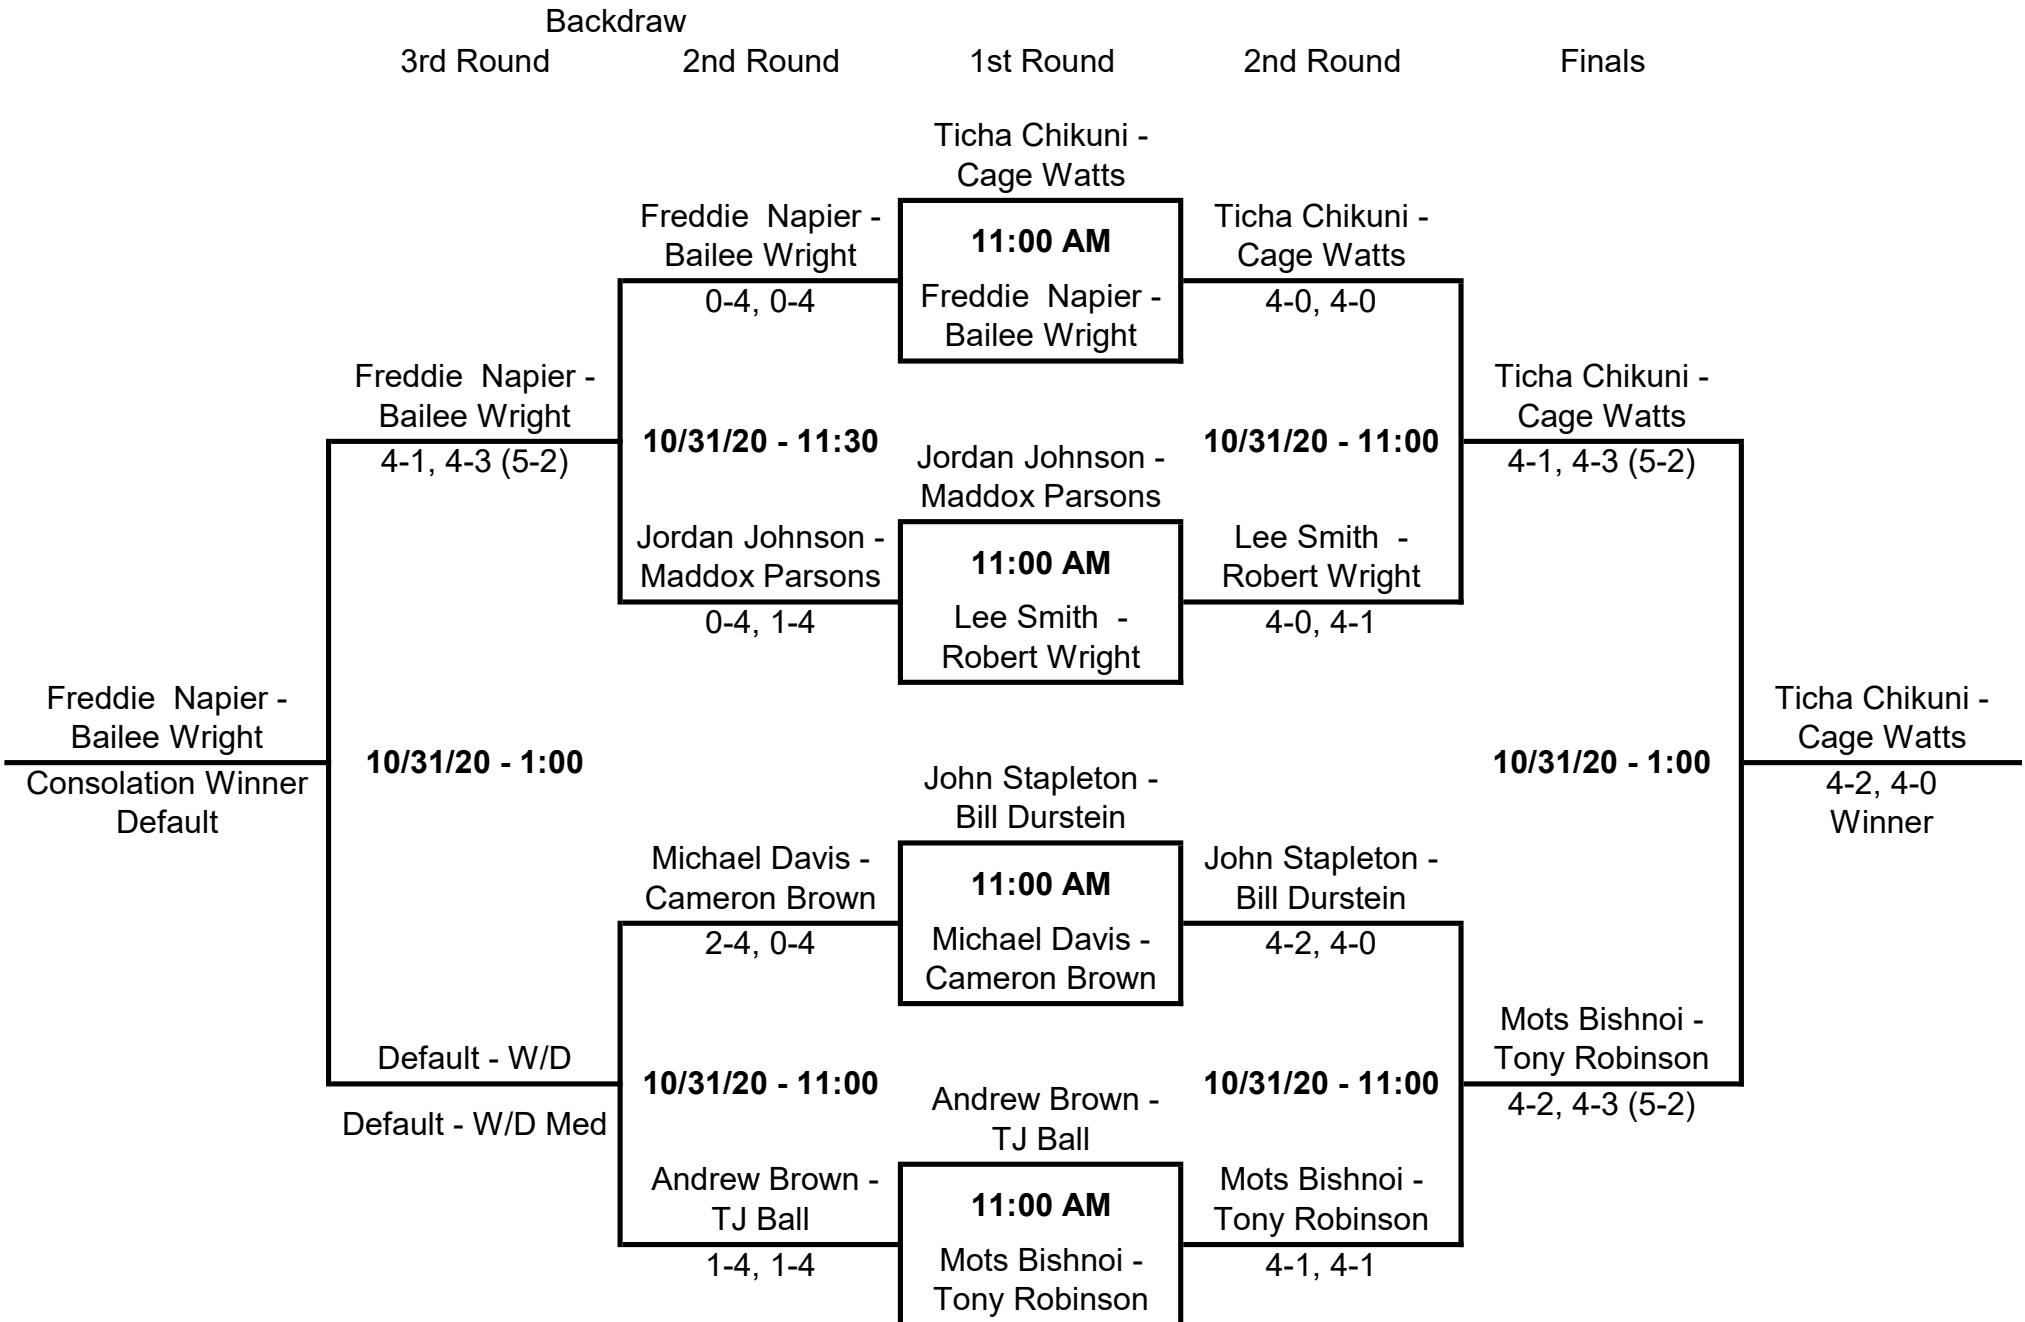 Backdraw
3rd Round 2nd Round 1st Round 2nd Round Finals
Ticha Chikuni -
Cage Watts
Freddie  Napier -
Bailee Wright
11:00 AM
Ticha Chikuni -
Cage Watts
0-4, 0-4
Freddie  Napier -
Bailee Wright
4-0, 4-0
Freddie  Napier -
Bailee Wright
4-1, 4-3 (5-2)
10/31/20 - 11:30
Jordan Johnson -
Maddox Parsons
10/31/20 - 11:00
Ticha Chikuni -
Cage Watts
4-1, 4-3 (5-2)
Jordan Johnson -
Maddox Parsons
0-4, 1-4
11:00 AM
Lee Smith  -
Robert Wright
Lee Smith  -
Robert Wright
4-0, 4-1
Freddie  Napier -
Bailee Wright
Consolation Winner
Default
10/31/20 - 1:00
John Stapleton -
Bill Durstein
10/31/20 - 1:00
Ticha Chikuni -
Cage Watts
4-2, 4-0
Winner
Michael Davis -
Cameron Brown
2-4, 0-4
11:00 AM
Michael Davis -
Cameron Brown
John Stapleton -
Bill Durstein
4-2, 4-0
Default - W/D
Default - W/D Med
10/31/20 - 11:00
Andrew Brown -
TJ Ball
10/31/20 - 11:00
Mots Bishnoi -
Tony Robinson
4-2, 4-3 (5-2)
Andrew Brown -
TJ Ball
1-4, 1-4
11:00 AM
Mots Bishnoi -
Tony Robinson
Mots Bishnoi -
Tony Robinson
4-1, 4-1